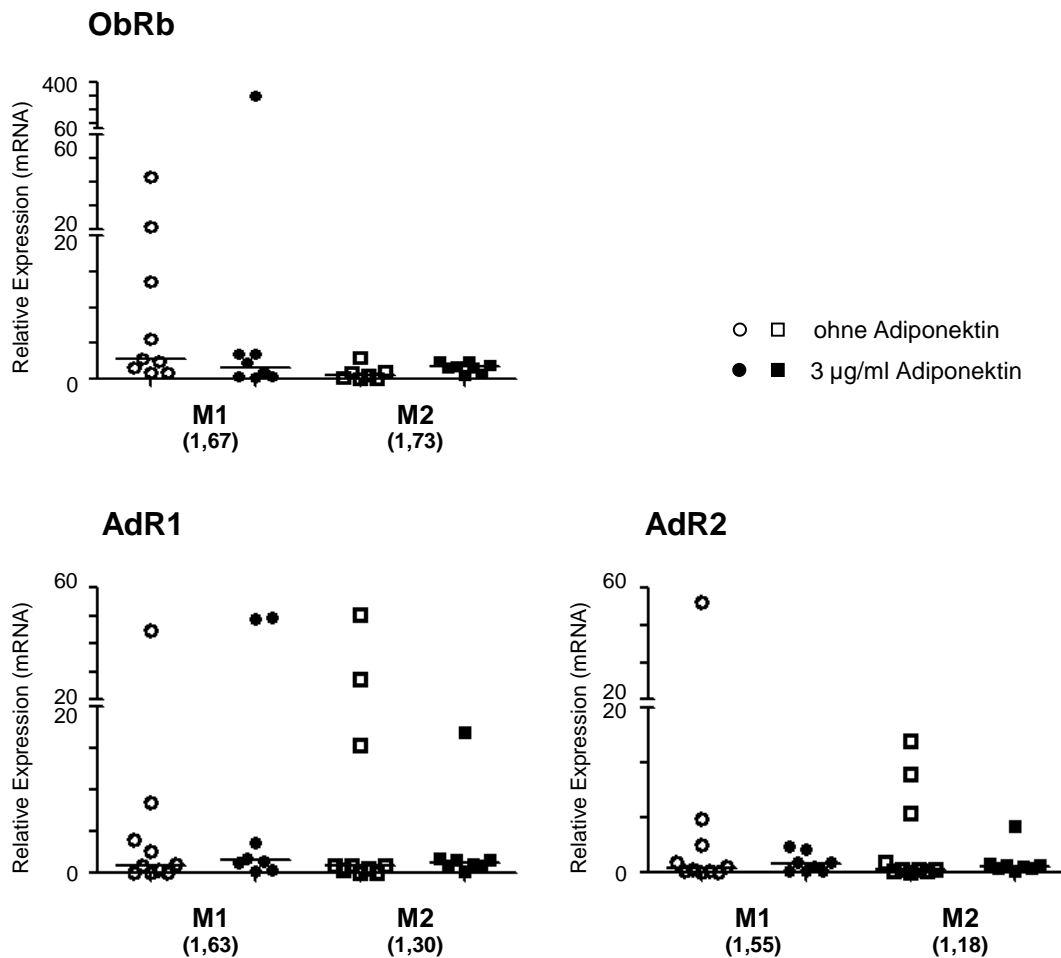 ObRb
Relative Expression (mRNA)
400
60
60
20
20
0
M1
(1,67)
M2
(1,73)
ohne Adiponektin
3 µg/ml Adiponektin
AdR1
Relative Expression (mRNA)
60
20
20
0
M1
(1,63)
M2
(1,30)
AdR2
Relative Expression (mRNA)
60
20
20
0
M1
(1,55)
M2
(1,18)